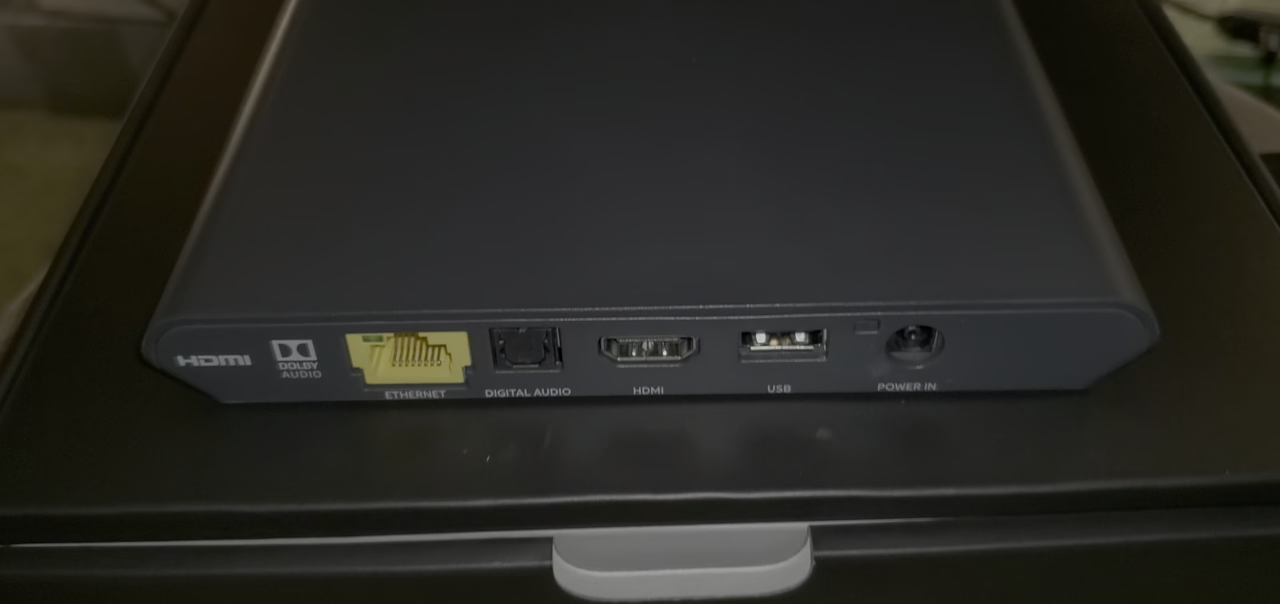 HDMI
DOLBY
AUDIO
ETHERNET
DIGITAL AUDIO
HDMI
USB
POWER IN